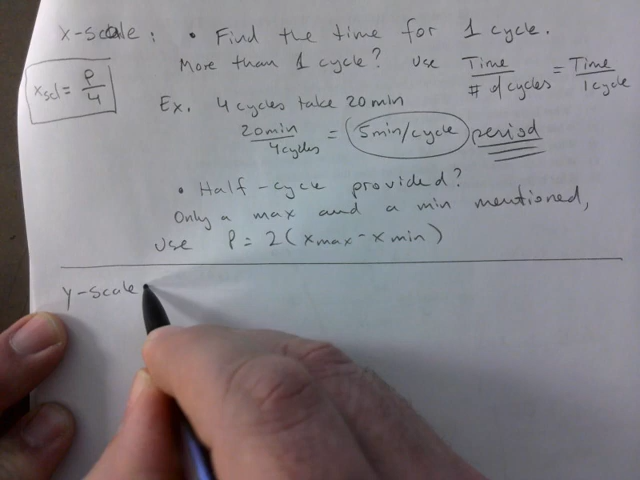 x-scale: • Find the time for 1 cycle.
More than 1 cycle? Use Time / # of cycles = Time / 1 cycle
xscl = P/4
Ex. 4 cycles take 20 min
20 min / 4 cycles = 5 min/cycle period
• Half-cycle provided?
Only a max and a min mentioned,
Use P = 2(xmax - xmin)
y-scale